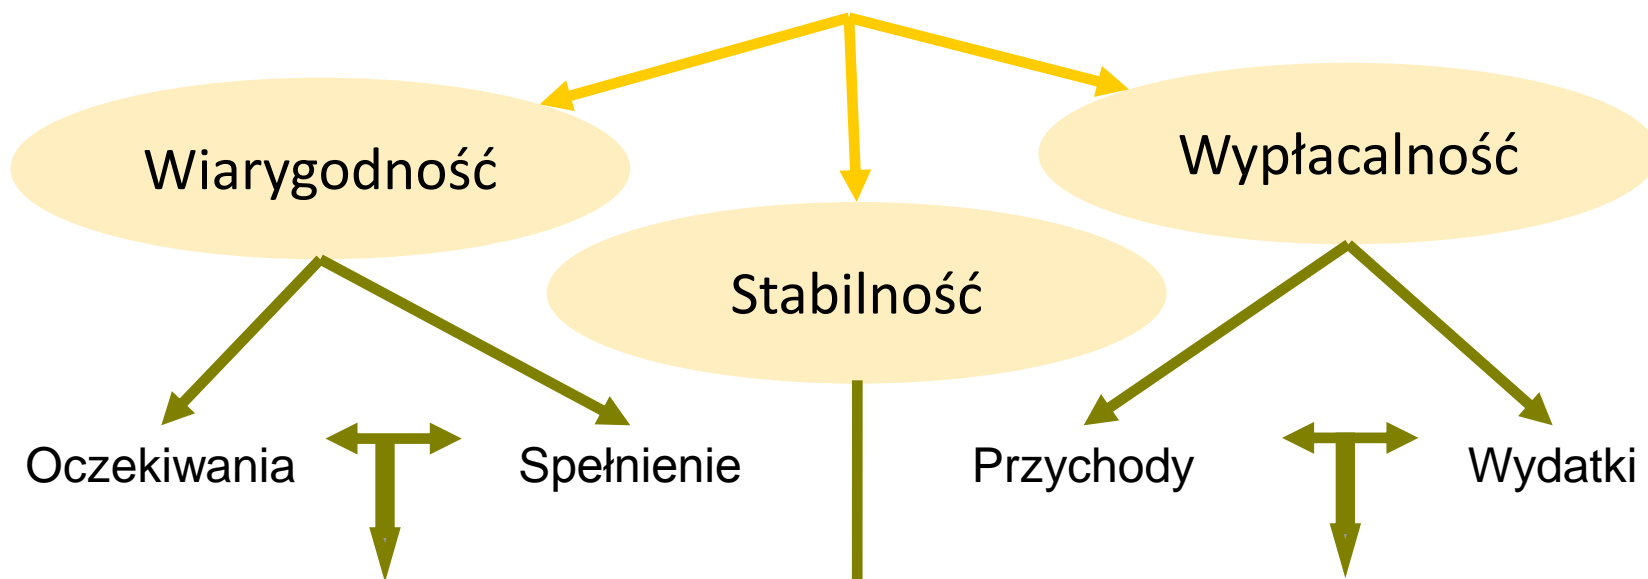 Wiarygodność
Wypłacalność
Stabilność
Oczekiwania
Spełnienie
Przychody
Wydatki